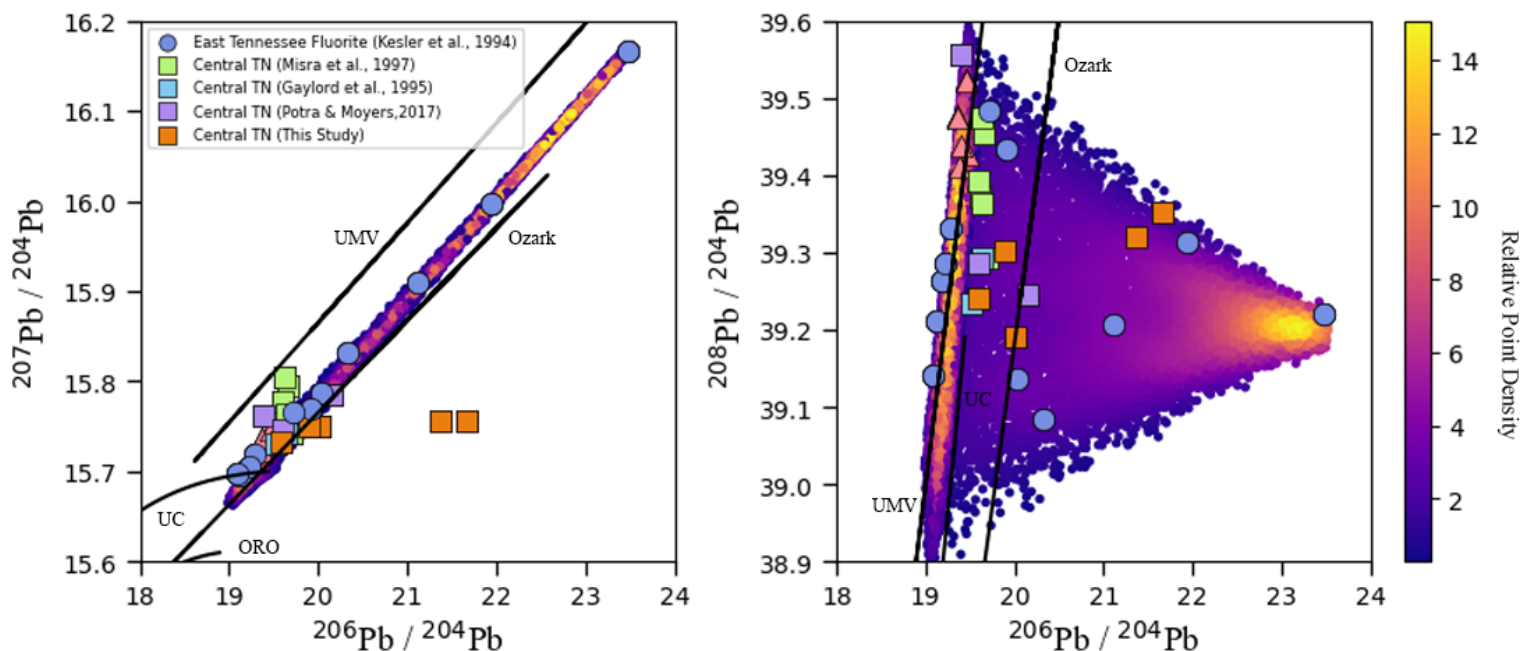 16.2
16.1
16.0
15.9
15.8
15.7
15.6
207Pb / 204Pb
East Tennessee Fluorite (Kesler et al., 1994)
Central TN (Misra et al., 1997)
Central TN (Gaylord et al., 1995)
Central TN (Potra & Moyers,2017)
Central TN (This Study)
UMV
Ozark
UC
ORO
18 19 20 21 22 23 24
206Pb / 204Pb
39.6
39.5
39.4
39.3
39.2
39.1
39.0
38.9
208Pb / 204Pb
Ozark
UC
UMV
18 19 20 21 22 23 24
206Pb / 204Pb
14
12
10
8
6
4
2
Relative Point Density